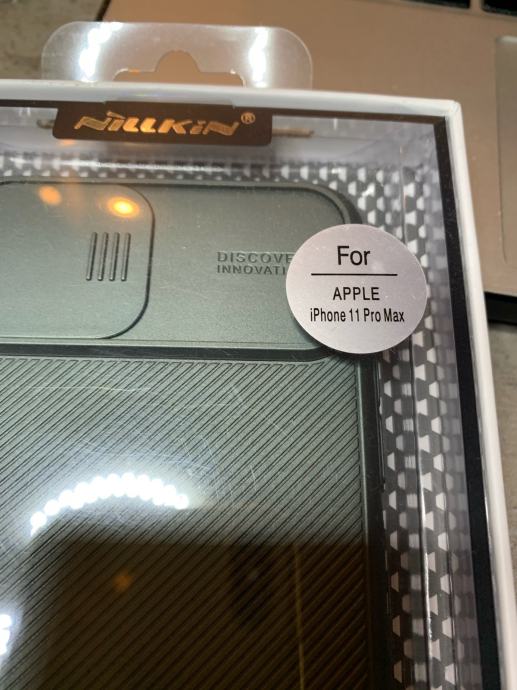 NiLLKiN®
DISCOVE
INNOVATI
For
APPLE
iPhone 11 Pro Max